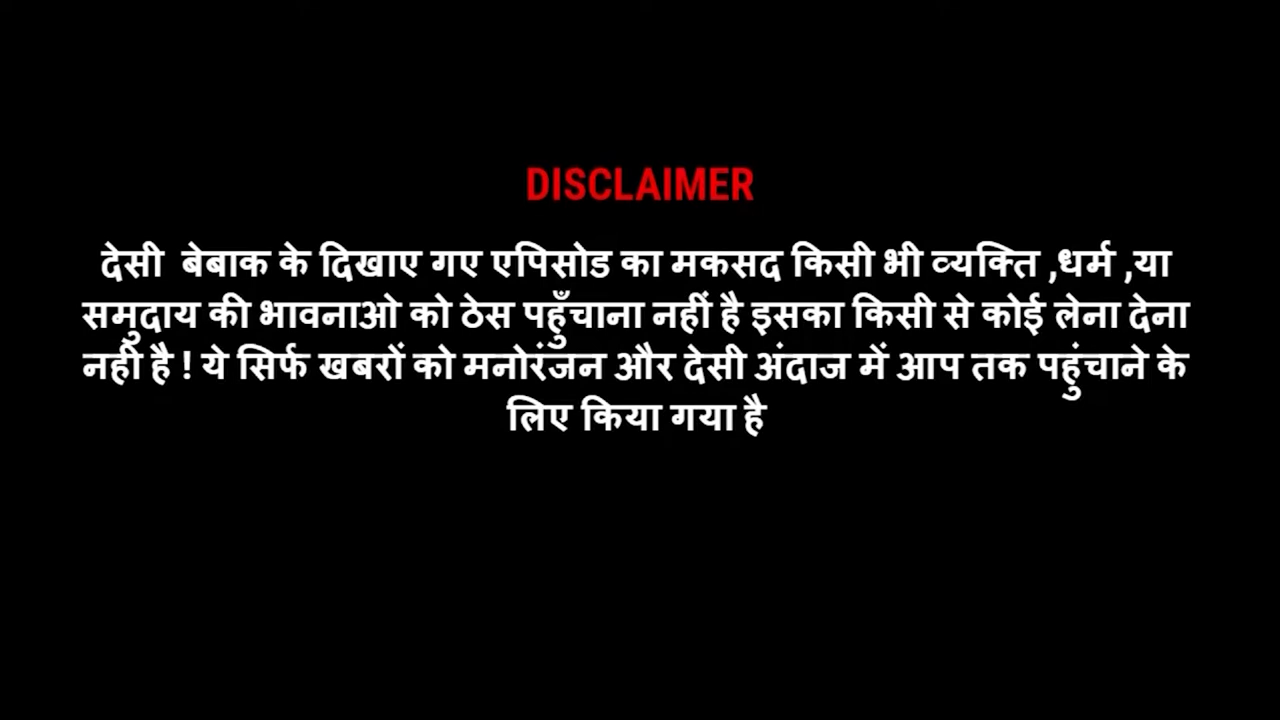 DISCLAIMER
देसी  बेबाक के दिखाए गए एपिसोड का मकसद किसी भी व्यक्ति ,धर्म ,या
समुदाय की भावनाओ को ठेस पहुँचाना नहीं है इसका किसी से कोई लेना देना
नही है ! ये सिर्फ खबरों को मनोरंजन और देसी अंदाज में आप तक पहुंचाने के
लिए किया गया है